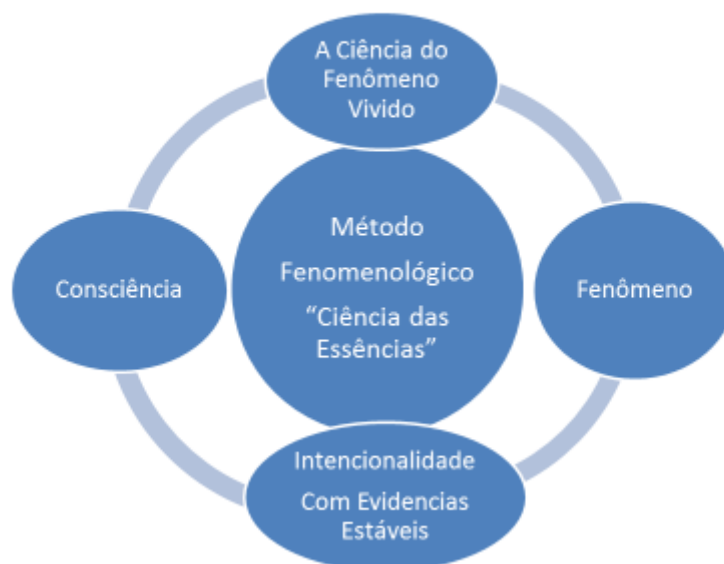 A Ciência do
Fenômeno
Vivido
Método
Fenomenológico
“Ciência das
Essências”
Consciência
Fenômeno
Intencionalidade
Com Evidencias
Estáveis